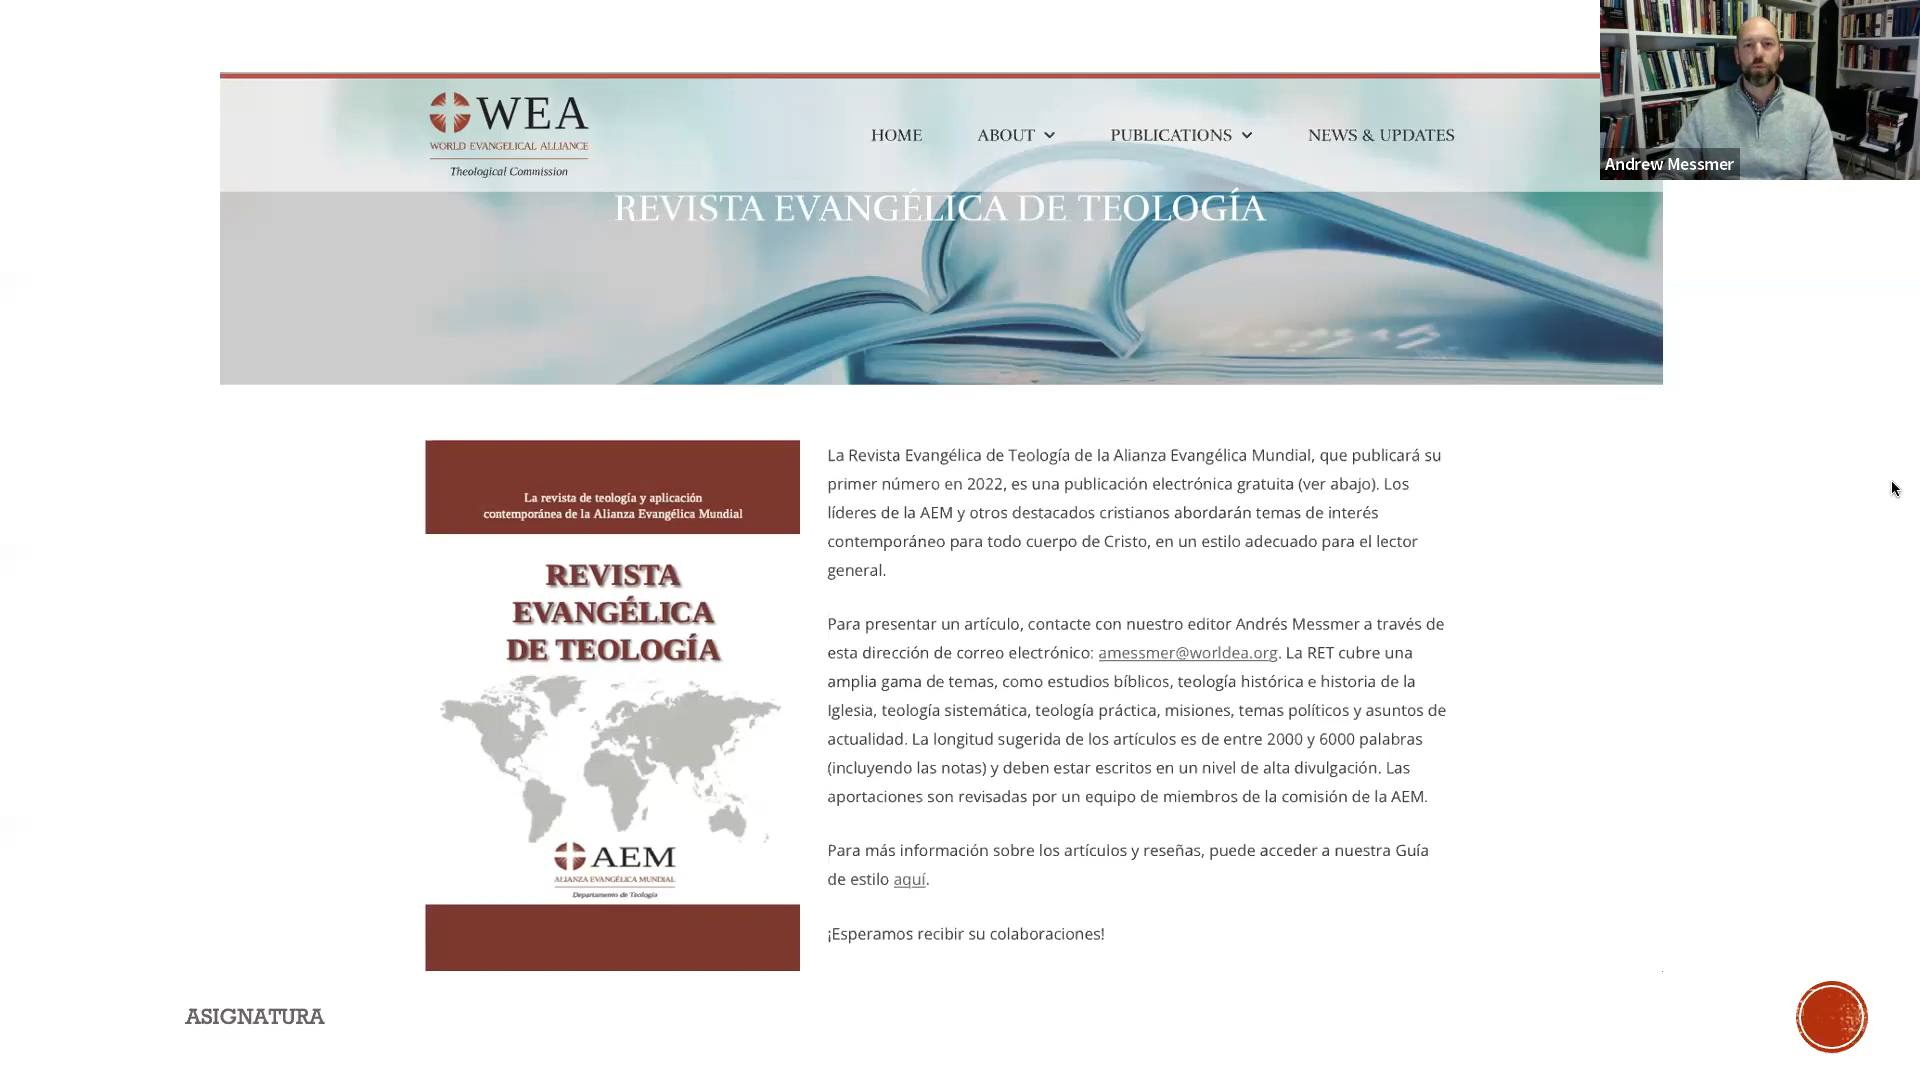 WEA
WORLD EVANGELICAL ALLIANCE
Theological Commission
HOME
ABOUT
PUBLICATIONS
NEWS & UPDATES
Andrew Messmer
REVISTA EVANGÉLICA DE TEOLOGÍA
La revista de teología y aplicación
contemporánea de la Alianza Evangélica Mundial
REVISTA
EVANGÉLICA
DE TEOLOGÍA
AEM
ALIANZA EVANGÉLICA MUNDIAL
Departamento de Teología
La Revista Evangélica de Teología de la Alianza Evangélica Mundial, que publicará su
primer número en 2022, es una publicación electrónica gratuita (ver abajo). Los
líderes de la AEM y otros destacados cristianos abordarán temas de interés
contemporáneo para todo cuerpo de Cristo, en un estilo adecuado para el lector
general.
Para presentar un artículo, contacte con nuestro editor Andrés Messmer a través de
esta dirección de correo electrónico: amessmer@worldea.org. La RET cubre una
amplia gama de temas, como estudios bíblicos, teología histórica e historia de la
Iglesia, teología sistemática, teología práctica, misiones, temas políticos y asuntos de
actualidad. La longitud sugerida de los artículos es de entre 2000 y 6000 palabras
(incluyendo las notas) y deben estar escritos en un nivel de alta divulgación. Las
aportaciones son revisadas por un equipo de miembros de la comisión de la AEM.
Para más información sobre los artículos y reseñas, puede acceder a nuestra Guía
de estilo aquí.
¡Esperamos recibir su colaboraciones!
ASIGNATURA